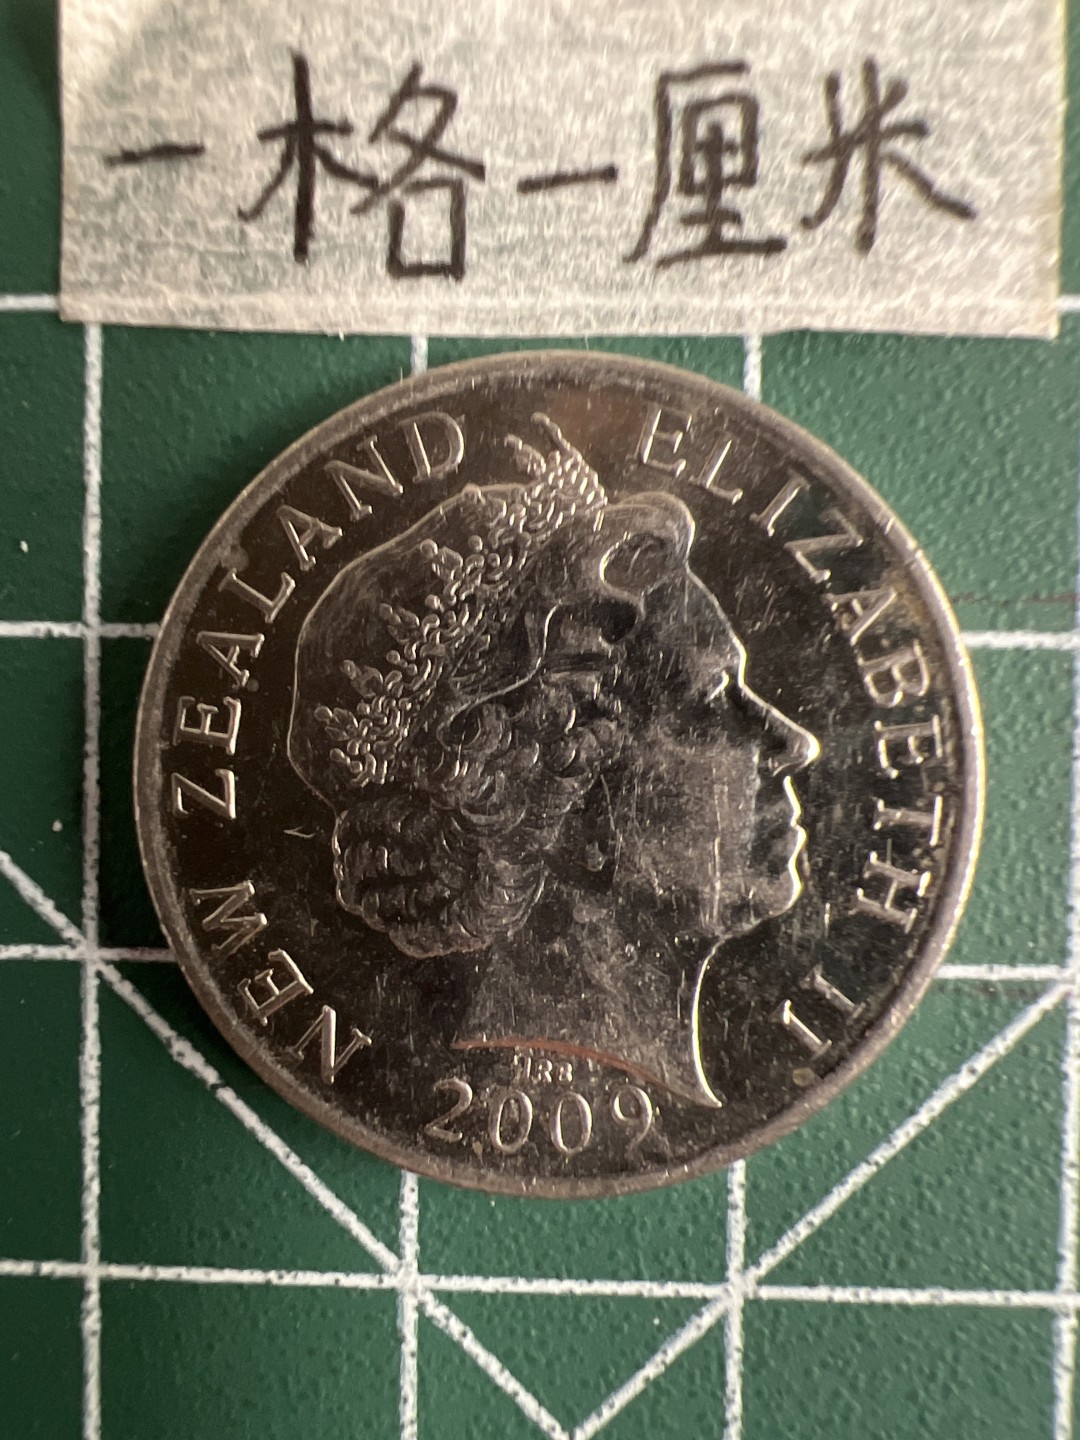 一格一厘米
NEW ZEALAND ELIZABETH II
IRB
2009